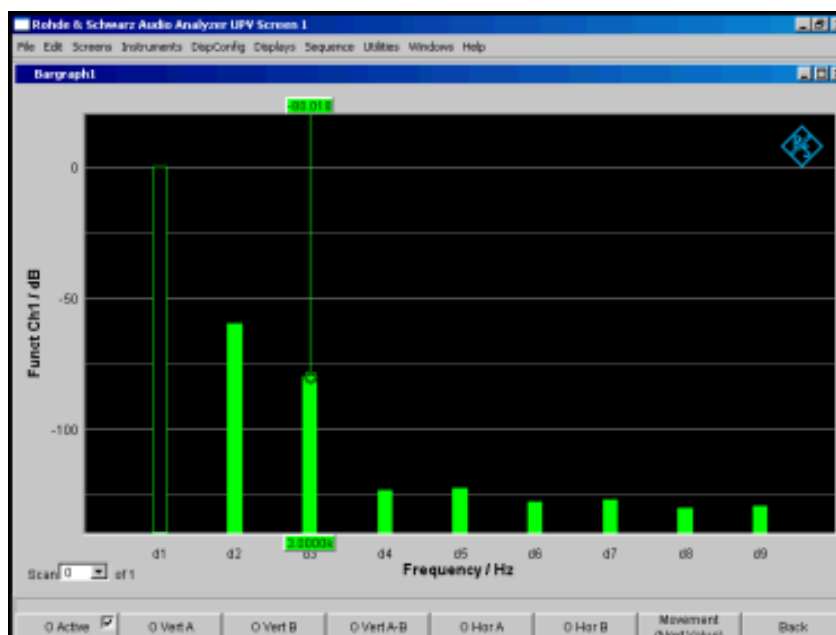 Rohde & Schwarz Audio Analyzer UPV Screen 1
File Edit Screens Instruments DispConfig Displays Sequence Utilities Windows Help
Bargraph1
-80.018
0
-50
-100
Funct Ch1 / dB
3.0000k
d1 d2 d3 d4 d5 d6 d7 d8 d9
Frequency / Hz
Scan 0 of 1
O Active O Vert A O Vert B O Vert A-B O Hor A O Hor B Movement Back